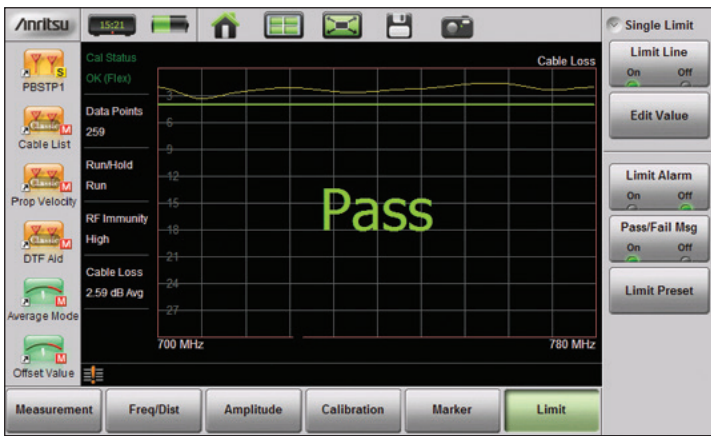 Anritsu
15:21
Single Limit
PBSTP1
S
Classic M
Cable List
Classic M
Prop Velocity
Classic M
DTF Aid
M
Average Mode
M
Offset Value
Cal Status
OK (Flex)
Data Points
259
Run/Hold
Run
RF Immunity
High
Cable Loss
2.59 dB Avg
Cable Loss
3
6
9
12
15
18
21
24
27
Pass
700 MHz
780 MHz
Limit Line
On Off
Edit Value
Limit Alarm
On Off
Pass/Fail Msg
On Off
Limit Preset
Measurement
Freq/Dist
Amplitude
Calibration
Marker
Limit